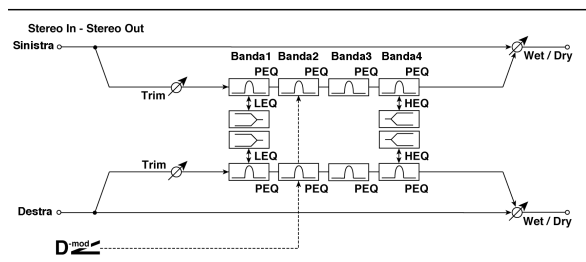 Stereo In - Stereo Out
Sinistra
Wet / Dry
Banda1 Banda2 Banda3 Banda4
PEQ PEQ PEQ PEQ
Trim
LEQ HEQ
Trim
LEQ HEQ
PEQ PEQ PEQ PEQ
Destra
Wet / Dry
D-mod